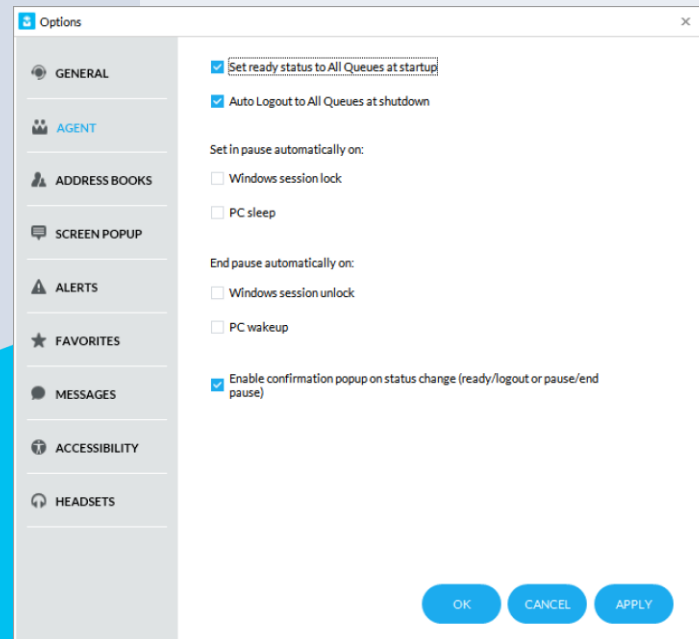 Options
GENERAL
AGENT
ADDRESS BOOKS
SCREEN POPUP
ALERTS
FAVORITES
MESSAGES
ACCESSIBILITY
HEADSETS
Set ready status to All Queues at startup
Auto Logout to All Queues at shutdown
Set in pause automatically on:
Windows session lock
PC sleep
End pause automatically on:
Windows session unlock
PC wakeup
Enable confirmation popup on status change (ready/logout or pause/end
pause)
OK
CANCEL
APPLY